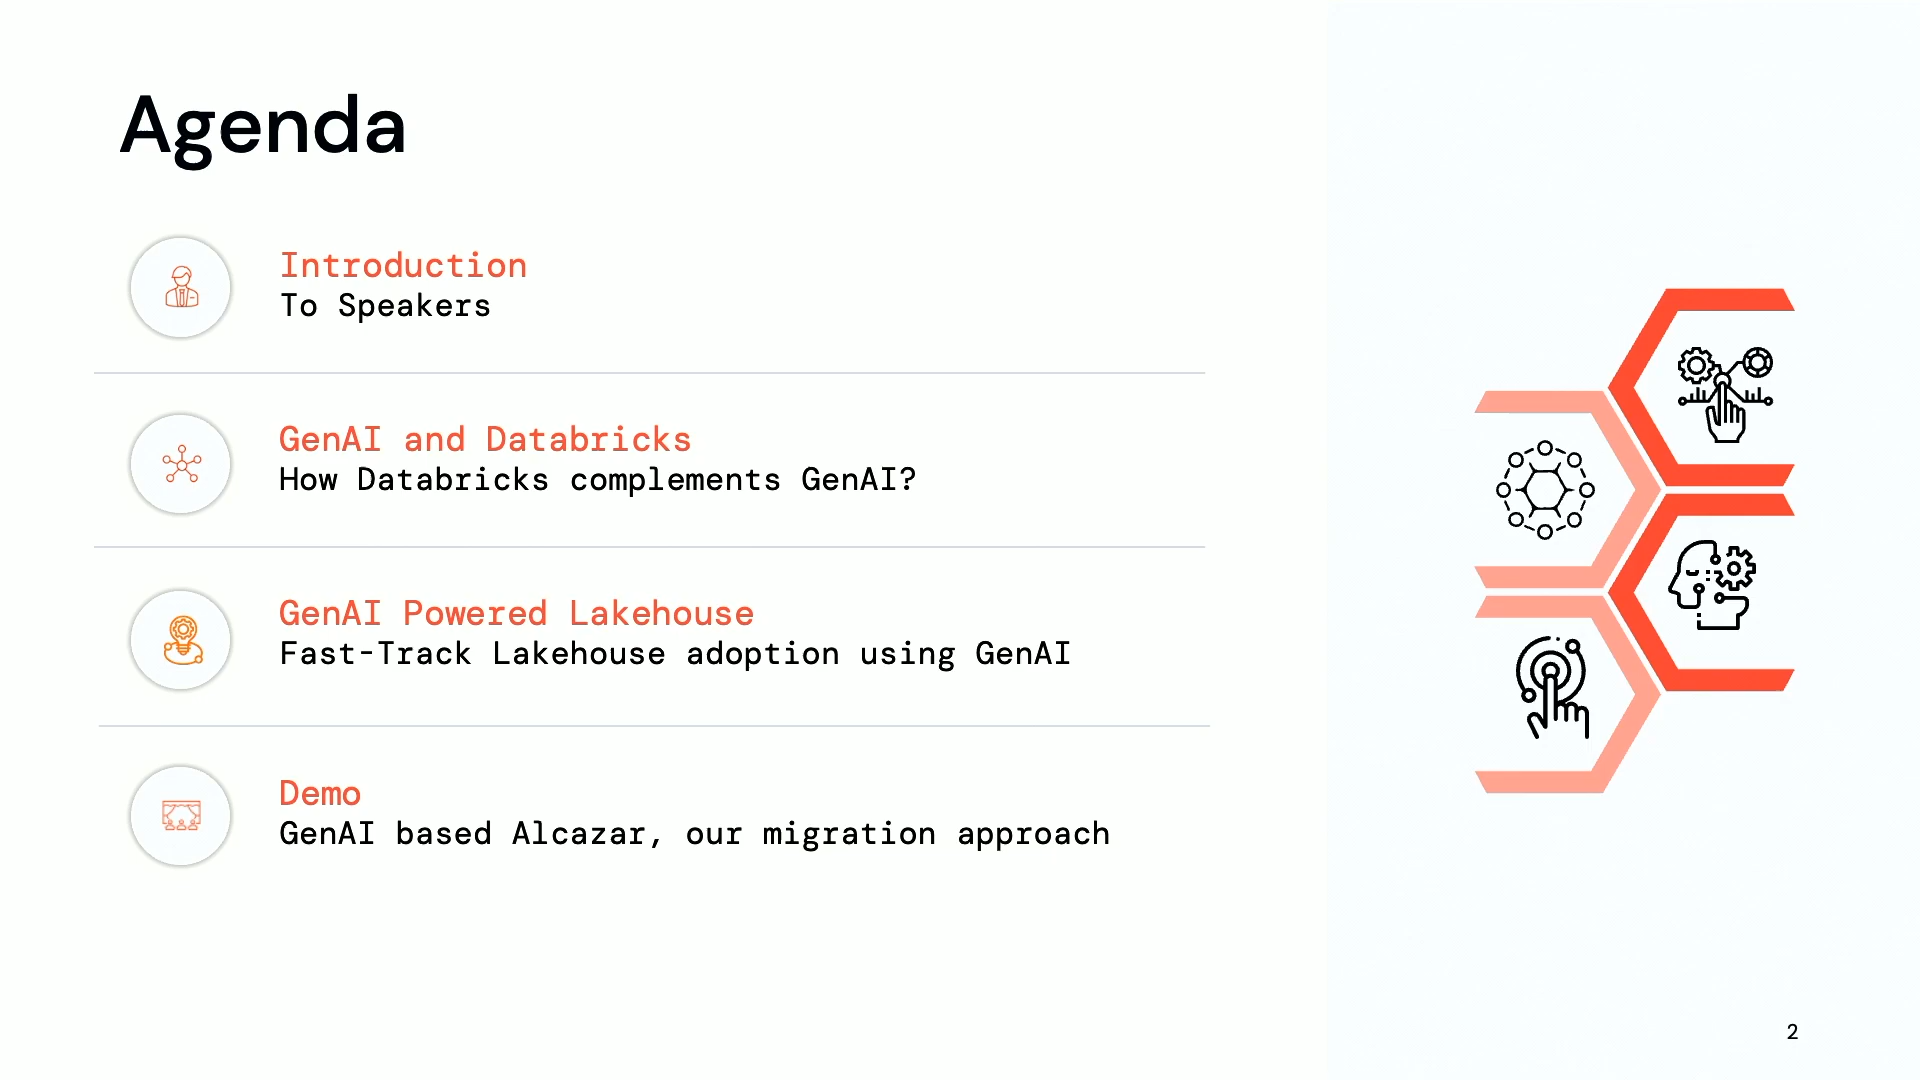 Agenda
Introduction
To Speakers
GenAI and Databricks
How Databricks complements GenAI?
GenAI Powered Lakehouse
Fast-Track Lakehouse adoption using GenAI
Demo
GenAI based Alcazar, our migration approach
2